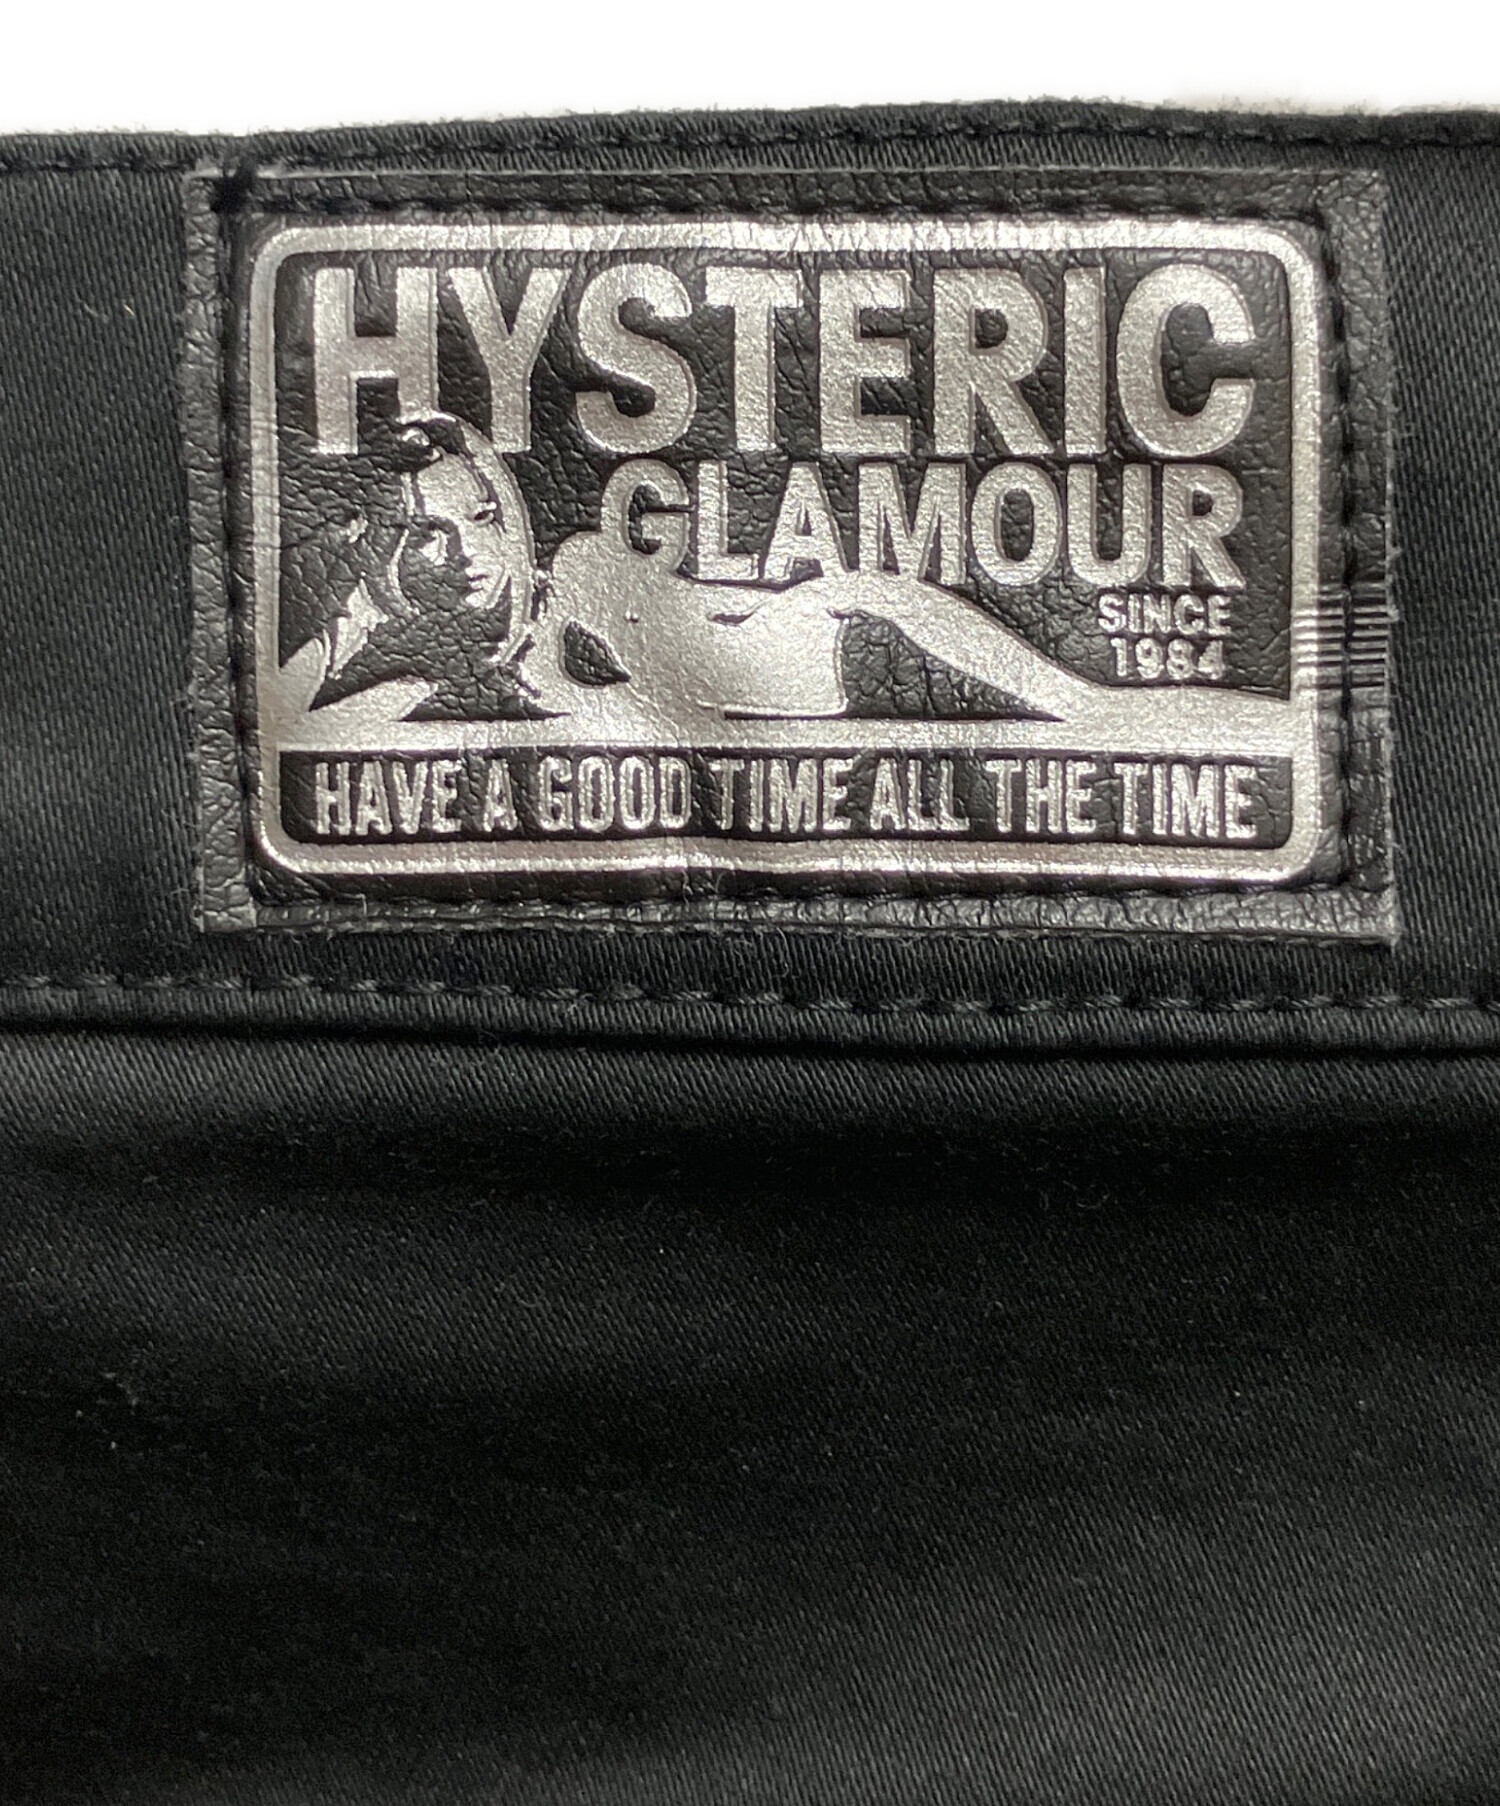 HYSTERIC
GLAMOUR
SINCE
1984
HAVE A GOOD TIME ALL THE TIME